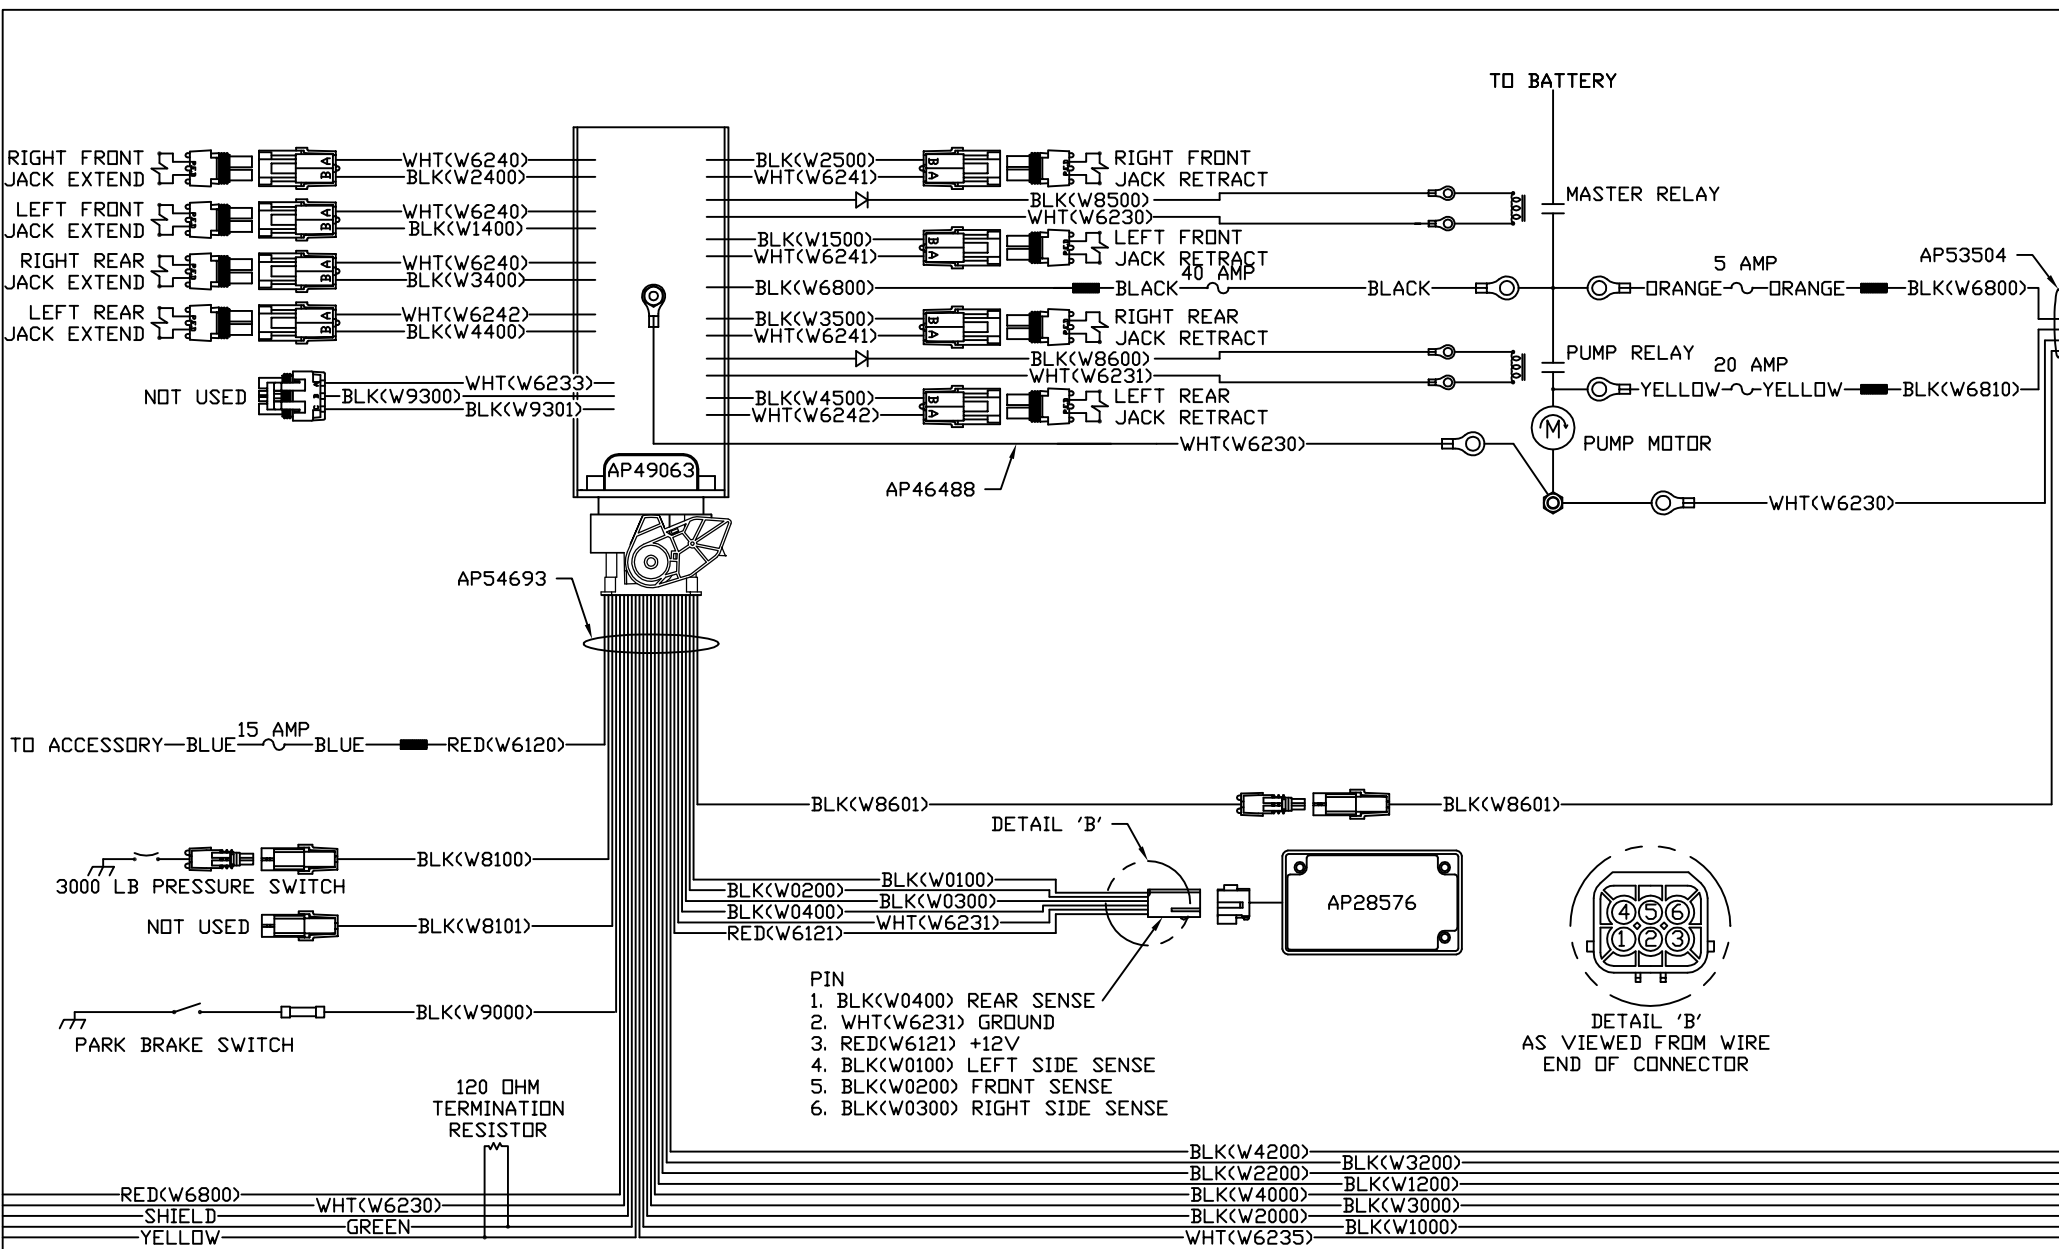 TO BATTERY
RIGHT FRONT
JACK EXTEND
WHT(W6240)
BLK(W2400)
LEFT FRONT
JACK EXTEND
WHT(W6240)
BLK(W1400)
RIGHT REAR
JACK EXTEND
WHT(W6240)
BLK(W3400)
LEFT REAR
JACK EXTEND
WHT(W6242)
BLK(W4400)
NOT USED
WHT(W6233)
BLK(W9300)
BLK(W9301)
A
B
A
B
A
B
A
B
BLK(W2500)
WHT(W6241)
B
A
RIGHT FRONT
JACK RETRACT
BLK(W8500)
WHT(W6230)
MASTER RELAY
BLK(W1500)
WHT(W6241)
B
A
LEFT FRONT
JACK RETRACT
BLK(W6800)
BLACK
40 AMP
BLACK
5 AMP
ORANGE
ORANGE
BLK(W6800)
AP53504
BLK(W3500)
WHT(W6241)
B
A
RIGHT REAR
JACK RETRACT
BLK(W8600)
WHT(W6231)
PUMP RELAY
20 AMP
YELLOW
YELLOW
BLK(W6810)
BLK(W4500)
WHT(W6242)
B
A
LEFT REAR
JACK RETRACT
M
PUMP MOTOR
WHT(W6230)
AP49063
AP46488
WHT(W6230)
AP54693
TO ACCESSORY
BLUE
15 AMP
BLUE
RED(W6120)
BLK(W8601)
BLK(W8601)
DETAIL 'B'
BLK(W8100)
3000 LB PRESSURE SWITCH
NOT USED
BLK(W8101)
BLK(W0100)
BLK(W0200)
BLK(W0300)
BLK(W0400)
WHT(W6231)
RED(W6121)
AP28576
4 5 6
1 2 3
PIN
1. BLK(W0400) REAR SENSE
2. WHT(W6231) GROUND
3. RED(W6121) +12V
4. BLK(W0100) LEFT SIDE SENSE
5. BLK(W0200) FRONT SENSE
6. BLK(W0300) RIGHT SIDE SENSE
DETAIL 'B'
AS VIEWED FROM WIRE
END OF CONNECTOR
BLK(W9000)
PARK BRAKE SWITCH
120 OHM
TERMINATION
RESISTOR
RED(W6800)
WHT(W6230)
SHIELD
GREEN
YELLOW
BLK(W4200)
BLK(W3200)
BLK(W2200)
BLK(W1200)
BLK(W4000)
BLK(W3000)
BLK(W2000)
BLK(W1000)
WHT(W6235)